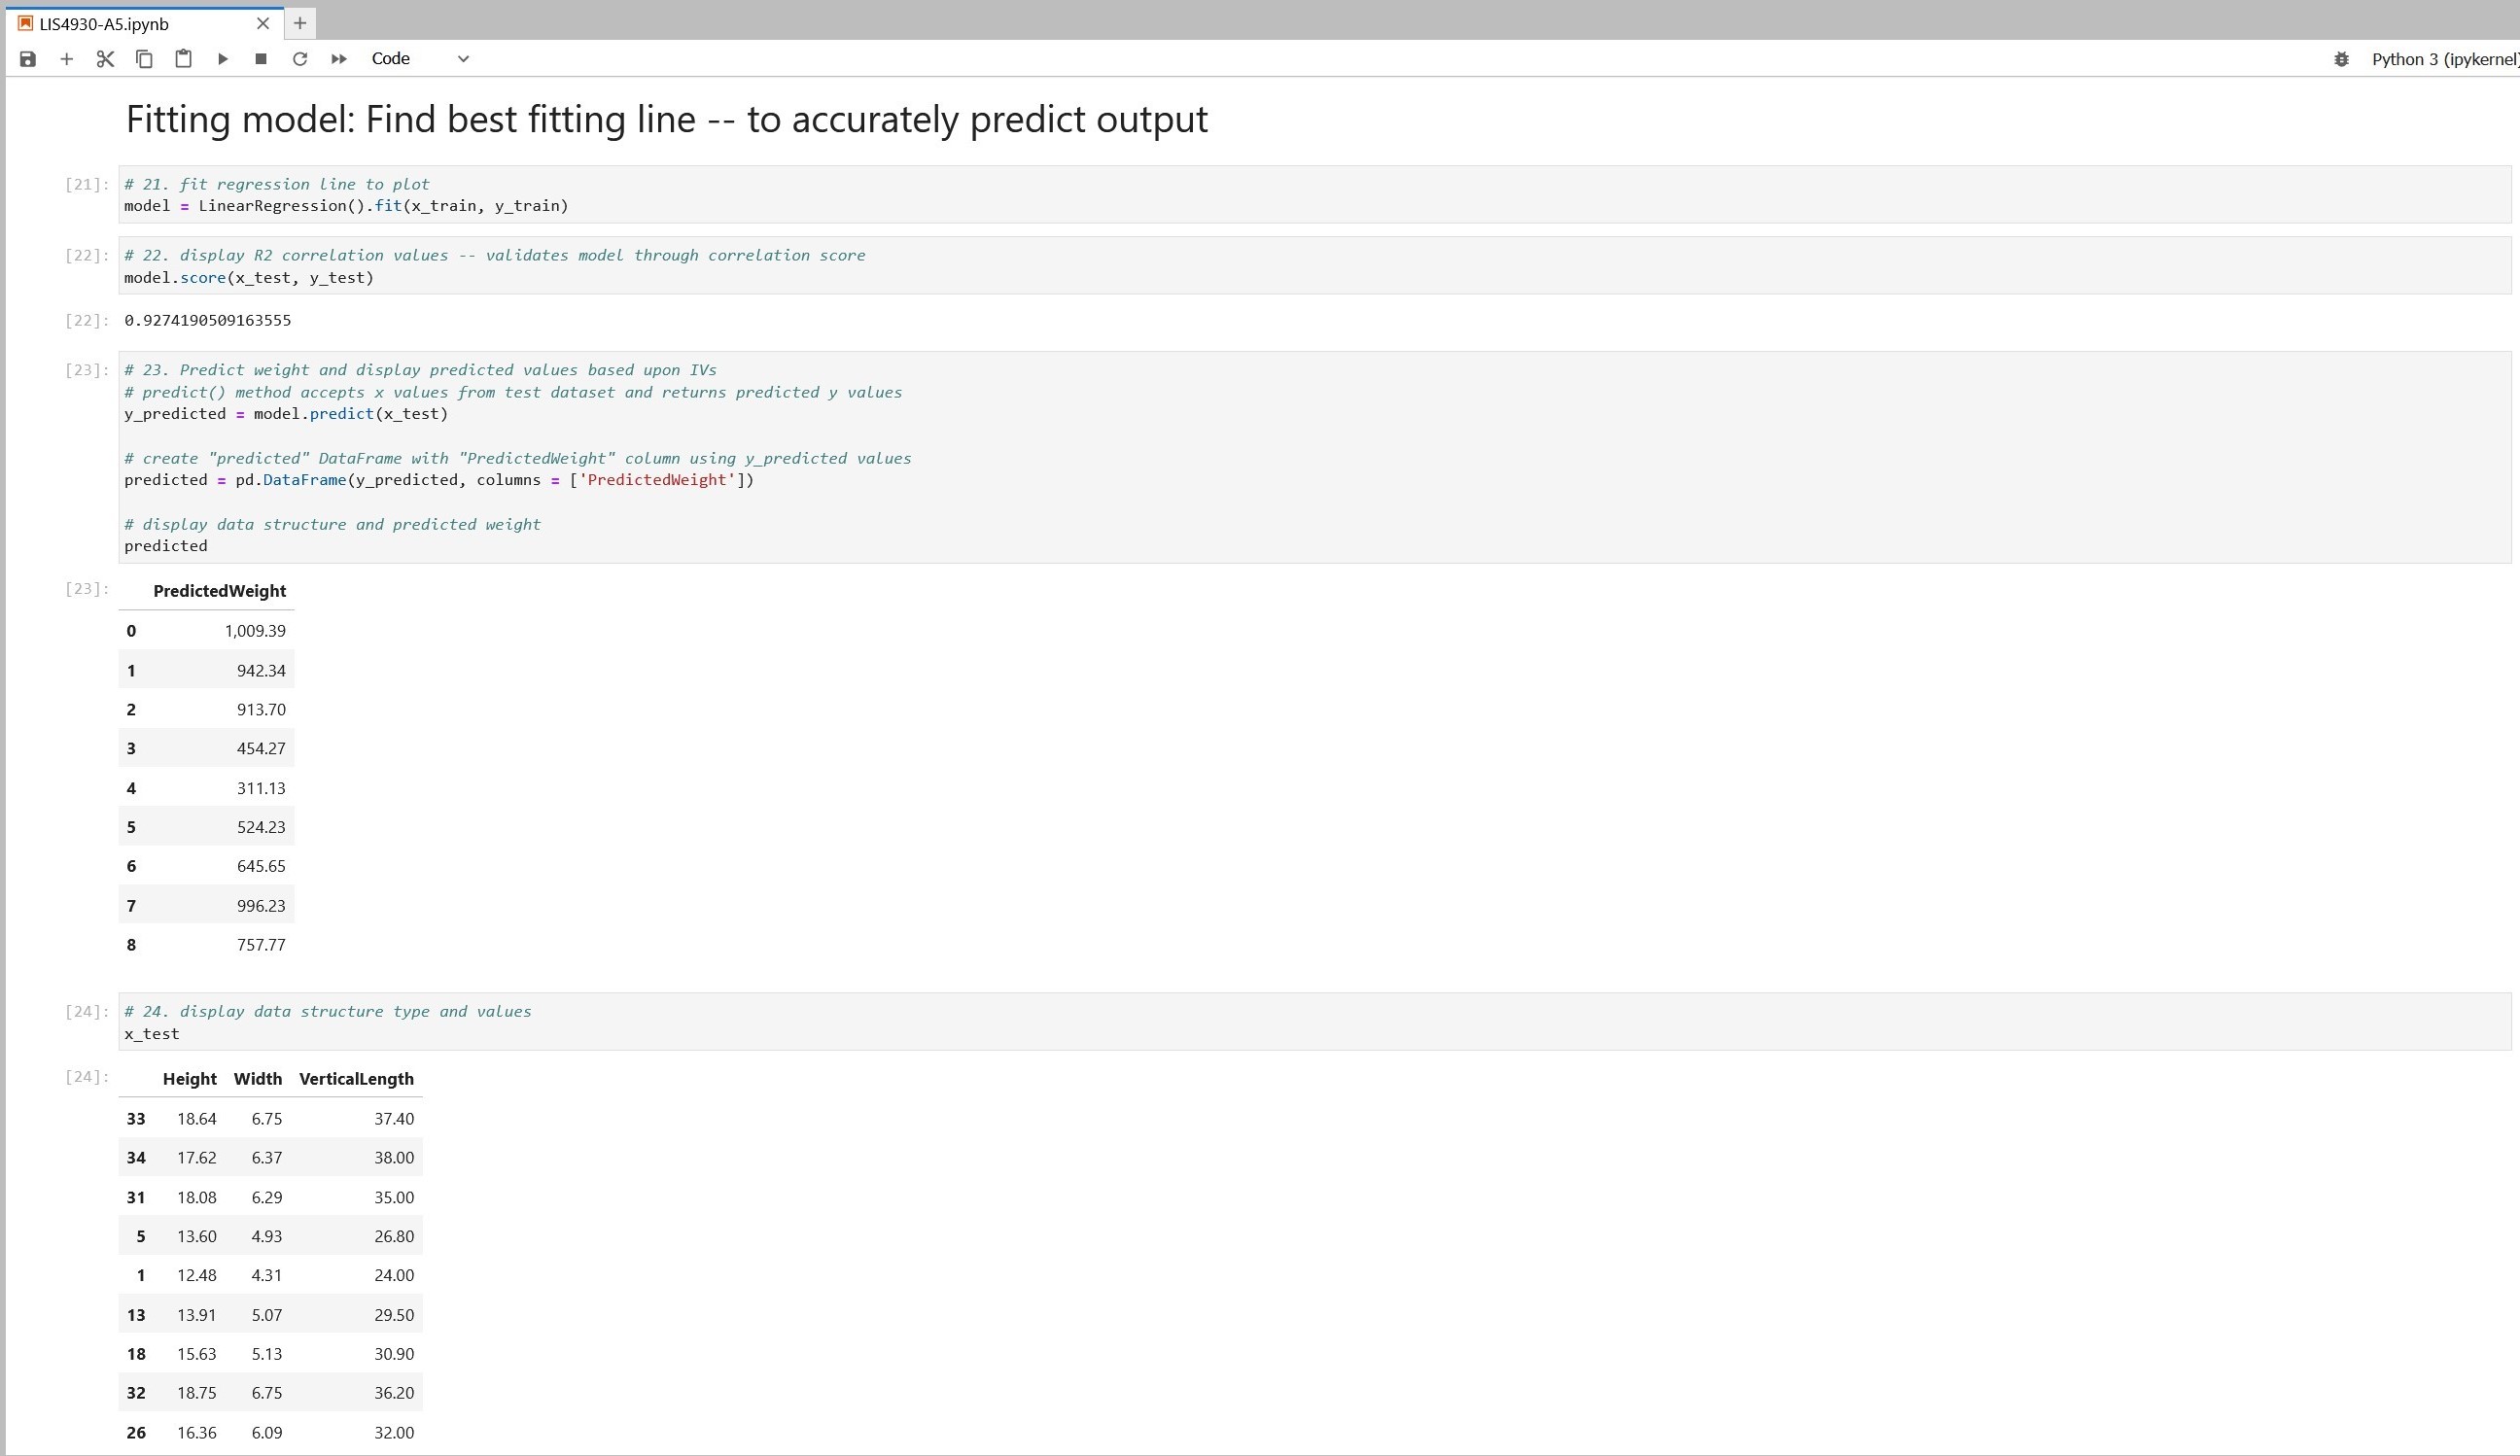 LIS4930-A5.ipynb
Code
Python 3 (ipykernel)
Fitting model: Find best fitting line -- to accurately predict output
[21]: # 21. fit regression line to plot
model = LinearRegression().fit(x_train, y_train)
[22]: # 22. display R2 correlation values -- validates model through correlation score
model.score(x_test, y_test)
[22]: 0.9274190509163555
[23]: # 23. Predict weight and display predicted values based upon IVs
# predict() method accepts x values from test dataset and returns predicted y values
y_predicted = model.predict(x_test)
# create "predicted" DataFrame with "PredictedWeight" column using y_predicted values
predicted = pd.DataFrame(y_predicted, columns = ['PredictedWeight'])
# display data structure and predicted weight
predicted
[23]: PredictedWeight
0 1,009.39
1 942.34
2 913.70
3 454.27
4 311.13
5 524.23
6 645.65
7 996.23
8 757.77
[24]: # 24. display data structure type and values
x_test
[24]: Height Width VerticalLength
33 18.64 6.75 37.40
34 17.62 6.37 38.00
31 18.08 6.29 35.00
5 13.60 4.93 26.80
1 12.48 4.31 24.00
13 13.91 5.07 29.50
18 15.63 5.13 30.90
32 18.75 6.75 36.20
26 16.36 6.09 32.00